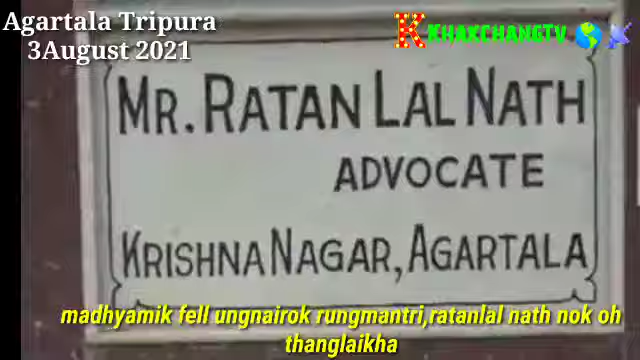 Agartala Tripura
3August 2021
KKHAKCHANGTV
MR. RATAN LAL NATH
ADVOCATE
KRISHNA NAGAR, AGARTALA
madhyamik fell ungnairok rungmantri,ratanlal nath nok oh
thanglaikha